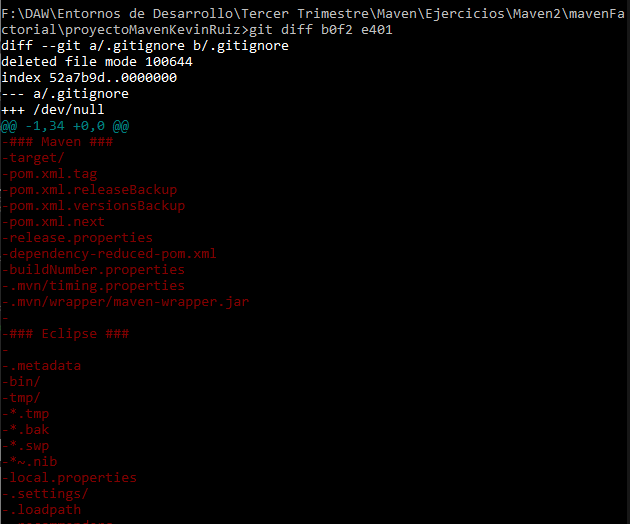 F:\DAW\Entornos de Desarrollo\Tercer Trimestre\Maven\Ejercicios\Maven2\mavenFa
ctorial\proyectoMavenKevinRuiz>git diff b0f2 e401
diff --git a/.gitignore b/.gitignore
deleted file mode 100644
index 52a7b9d..0000000
--- a/.gitignore
+++ /dev/null
@@ -1,34 +0,0 @@
-### Maven ###
-target/
-pom.xml.tag
-pom.xml.releaseBackup
-pom.xml.versionsBackup
-pom.xml.next
-release.properties
-dependency-reduced-pom.xml
-buildNumber.properties
-.mvn/timing.properties
-.mvn/wrapper/maven-wrapper.jar
-
-### Eclipse ###
-
-.metadata
-bin/
-tmp/
-*.tmp
-*.bak
-*.swp
-*~.nib
-local.properties
-.settings/
-.loadpath